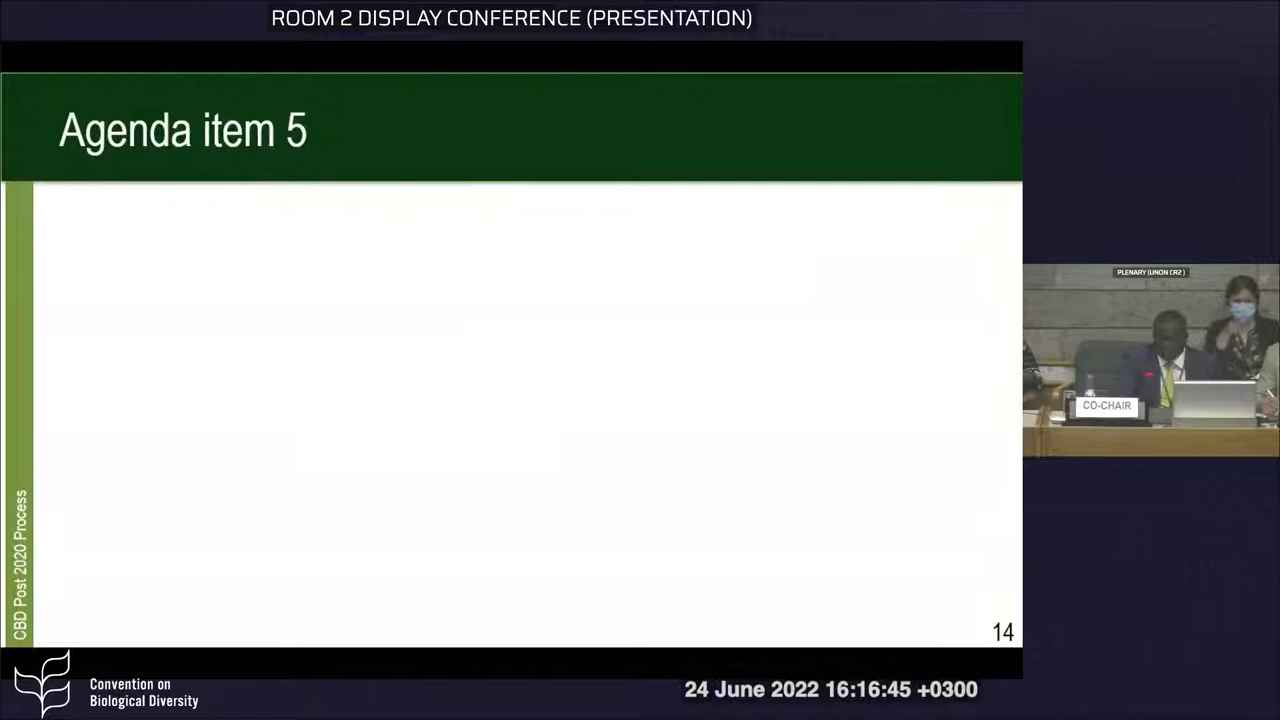 ROOM 2 DISPLAY CONFERENCE (PRESENTATION)
Agenda item 5
PLENARY (UNON CR2)
CO-CHAIR
CBD Post 2020 Process
14
Convention on
Biological Diversity
24 June 2022 16:16:45 +0300